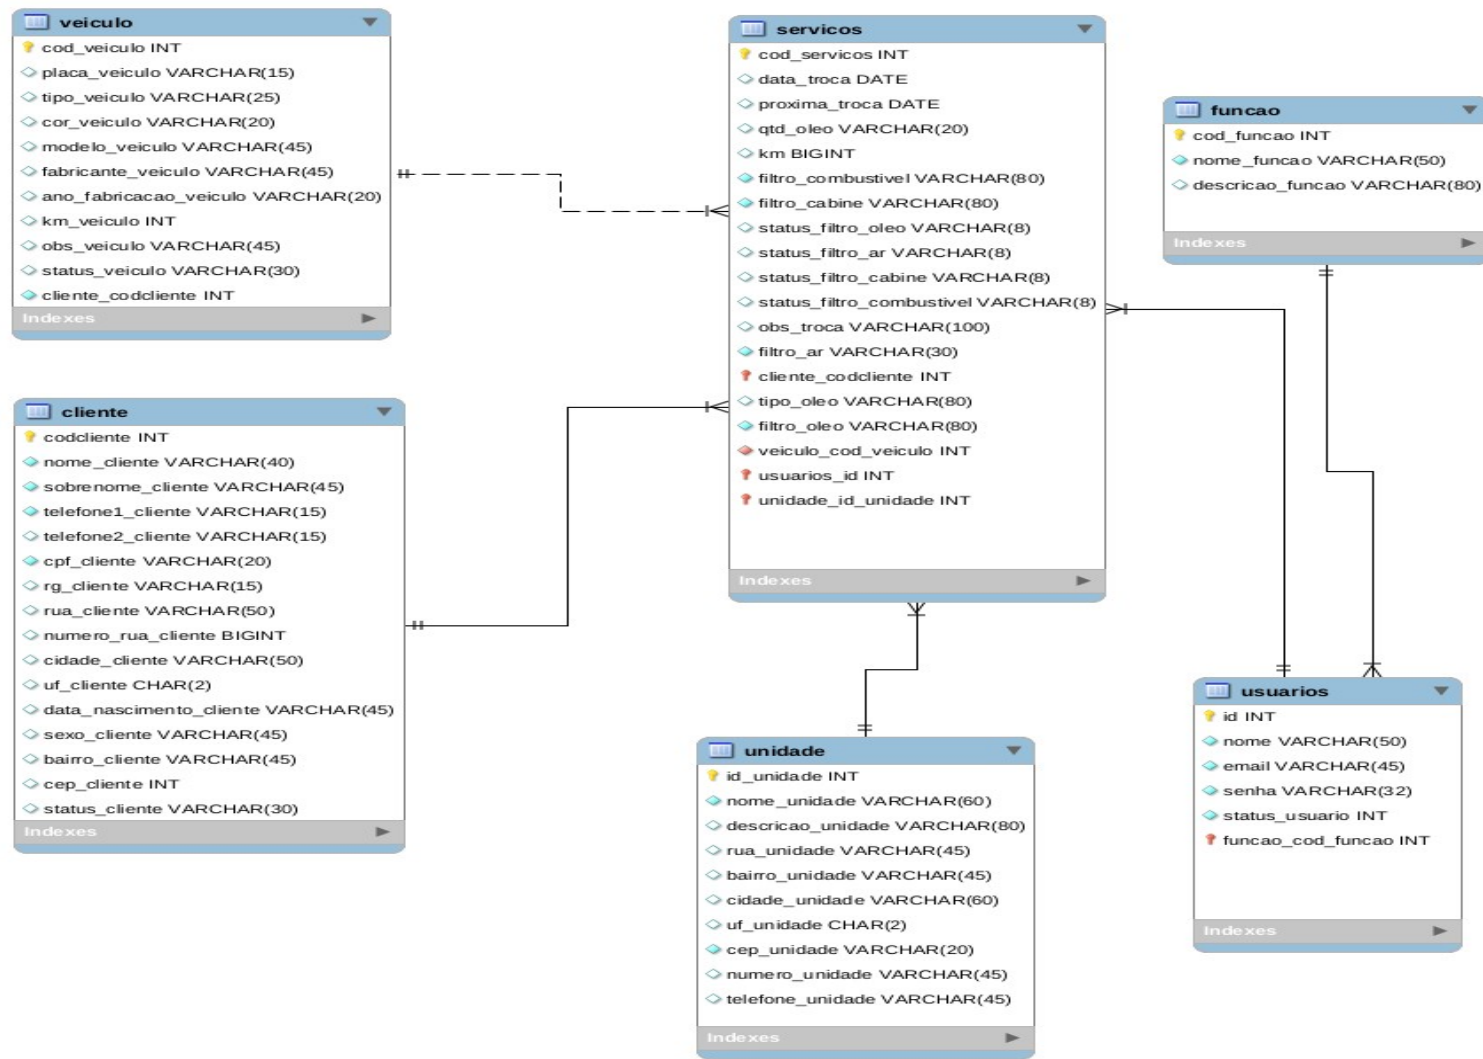 veiculo
cod_veiculo INT
placa_veiculo VARCHAR(15)
tipo_veiculo VARCHAR(25)
cor_veiculo VARCHAR(20)
modelo_veiculo VARCHAR(45)
fabricante_veiculo VARCHAR(45)
ano_fabricacao_veiculo VARCHAR(20)
km_veiculo INT
obs_veiculo VARCHAR(45)
status_veiculo VARCHAR(30)
cliente_codcliente INT
Indexes
cliente
codcliente INT
nome_cliente VARCHAR(40)
sobrenome_cliente VARCHAR(45)
telefone1_cliente VARCHAR(15)
telefone2_cliente VARCHAR(15)
cpf_cliente VARCHAR(20)
rg_cliente VARCHAR(15)
rua_cliente VARCHAR(50)
numero_rua_cliente BIGINT
cidade_cliente VARCHAR(50)
uf_cliente CHAR(2)
data_nascimento_cliente VARCHAR(45)
sexo_cliente VARCHAR(45)
bairro_cliente VARCHAR(45)
cep_cliente INT
status_cliente VARCHAR(30)
Indexes
servicos
cod_servicos INT
data_troca DATE
proxima_troca DATE
qtd_oleo VARCHAR(20)
km BIGINT
filtro_combustivel VARCHAR(80)
filtro_cabine VARCHAR(80)
status_filtro_oleo VARCHAR(8)
status_filtro_ar VARCHAR(8)
status_filtro_cabine VARCHAR(8)
status_filtro_combustivel VARCHAR(8)
obs_troca VARCHAR(100)
filtro_ar VARCHAR(30)
cliente_codcliente INT
tipo_oleo VARCHAR(80)
filtro_oleo VARCHAR(80)
veiculo_cod_veiculo INT
usuarios_id INT
unidade_id_unidade INT
Indexes
unidade
id_unidade INT
nome_unidade VARCHAR(60)
descricao_unidade VARCHAR(80)
rua_unidade VARCHAR(45)
bairro_unidade VARCHAR(45)
cidade_unidade VARCHAR(60)
uf_unidade CHAR(2)
cep_unidade VARCHAR(20)
numero_unidade VARCHAR(45)
telefone_unidade VARCHAR(45)
Indexes
funcao
cod_funcao INT
nome_funcao VARCHAR(50)
descricao_funcao VARCHAR(80)
Indexes
usuarios
id INT
nome VARCHAR(50)
email VARCHAR(45)
senha VARCHAR(32)
status_usuario INT
funcao_cod_funcao INT
Indexes